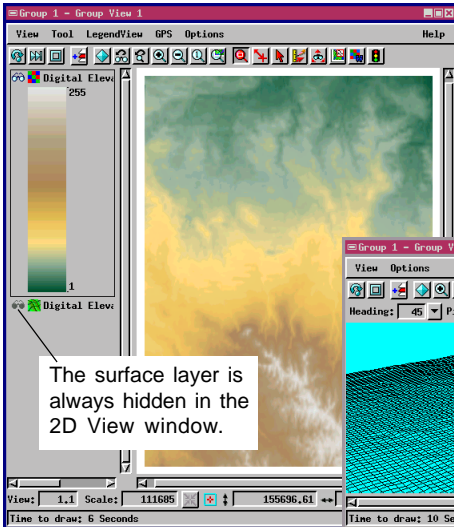 Group 1 - Group View 1
View Tool LegendView GPS Options Help
Digital Eleva
255
1
Digital Eleva
The surface layer is
always hidden in the
2D View window.
View: 1.1 Scale: 111685 155696.61
Time to draw: 6 Seconds
Group 1 - Group V
View Options
Heading: 45 P
Time to draw: 10 Se